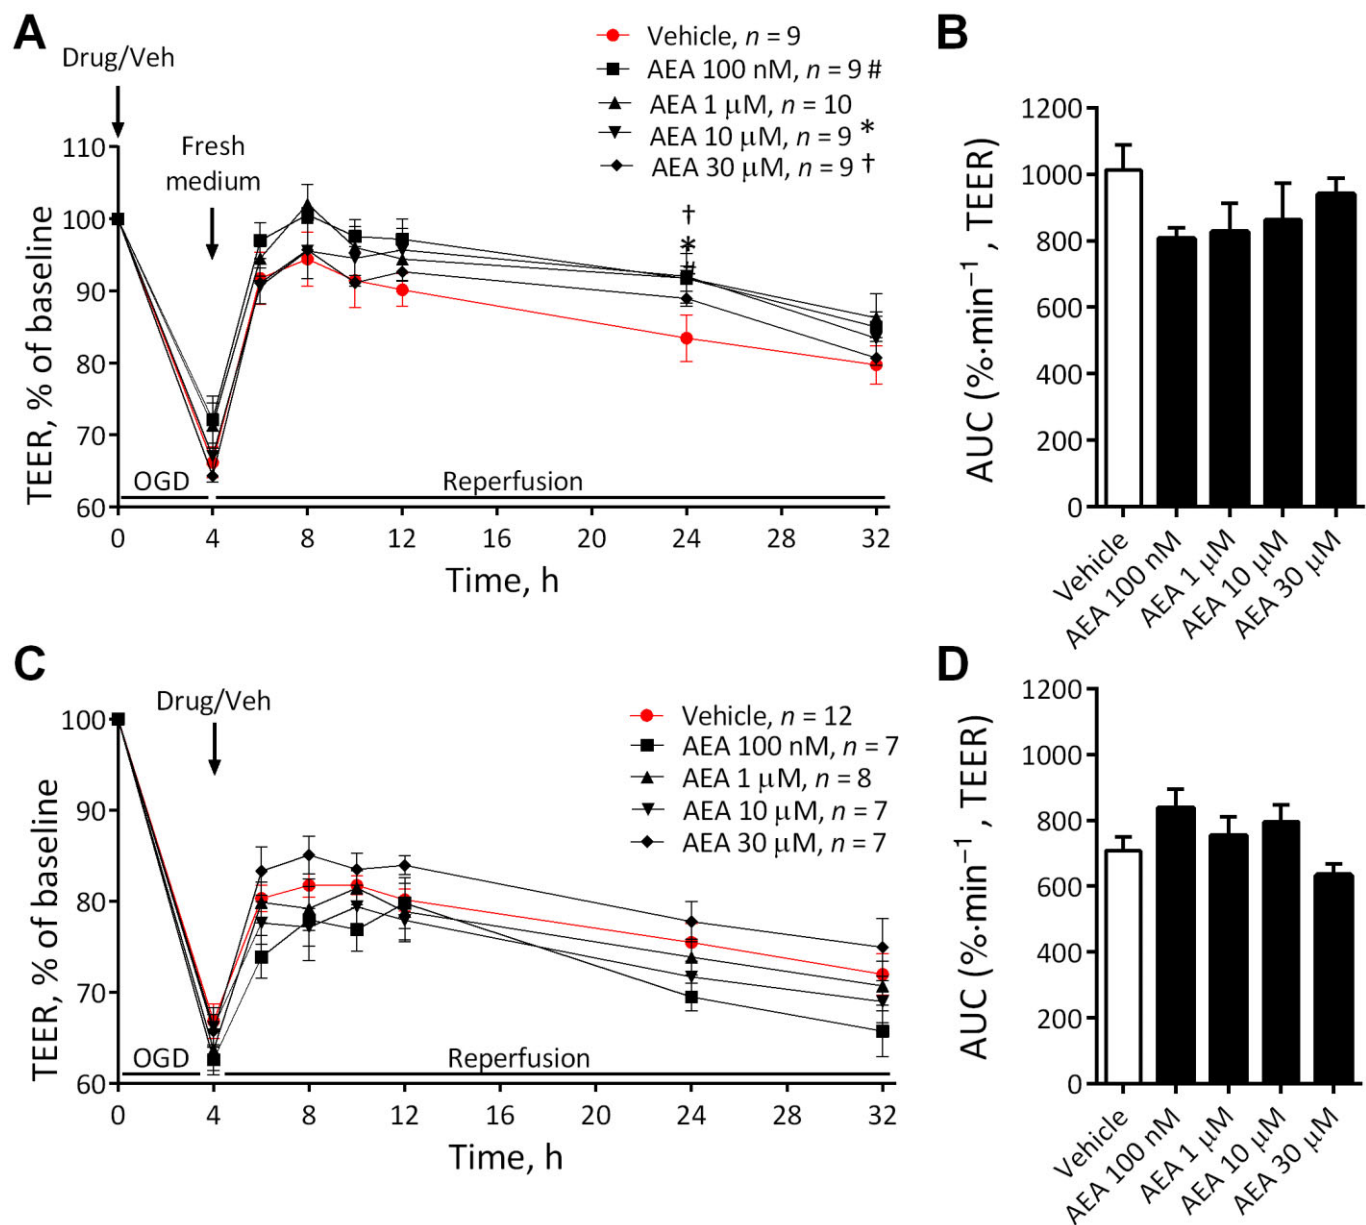 A
Drug/Veh
Fresh
medium
Vehicle, n = 9
AEA 100 nM, n = 9 #
AEA 1 μM, n = 10
AEA 10 μM, n = 9 *
AEA 30 μM, n = 9 †
†
*
#
TEER, % of baseline
110
100
90
80
70
60
OGD
Reperfusion
0 4 8 12 16 20 24 28 32
Time, h
B
AUC (%·min⁻¹ , TEER)
1200
1000
800
600
400
200
0
Vehicle
AEA 100 nM
AEA 1 μM
AEA 10 μM
AEA 30 μM
C
Drug/Veh
Vehicle, n = 12
AEA 100 nM, n = 7
AEA 1 μM, n = 8
AEA 10 μM, n = 7
AEA 30 μM, n = 7
TEER, % of baseline
100
90
80
70
60
OGD
Reperfusion
0 4 8 12 16 20 24 28 32
Time, h
D
AUC (%·min⁻¹ , TEER)
1200
1000
800
600
400
200
0
Vehicle
AEA 100 nM
AEA 1 μM
AEA 10 μM
AEA 30 μM